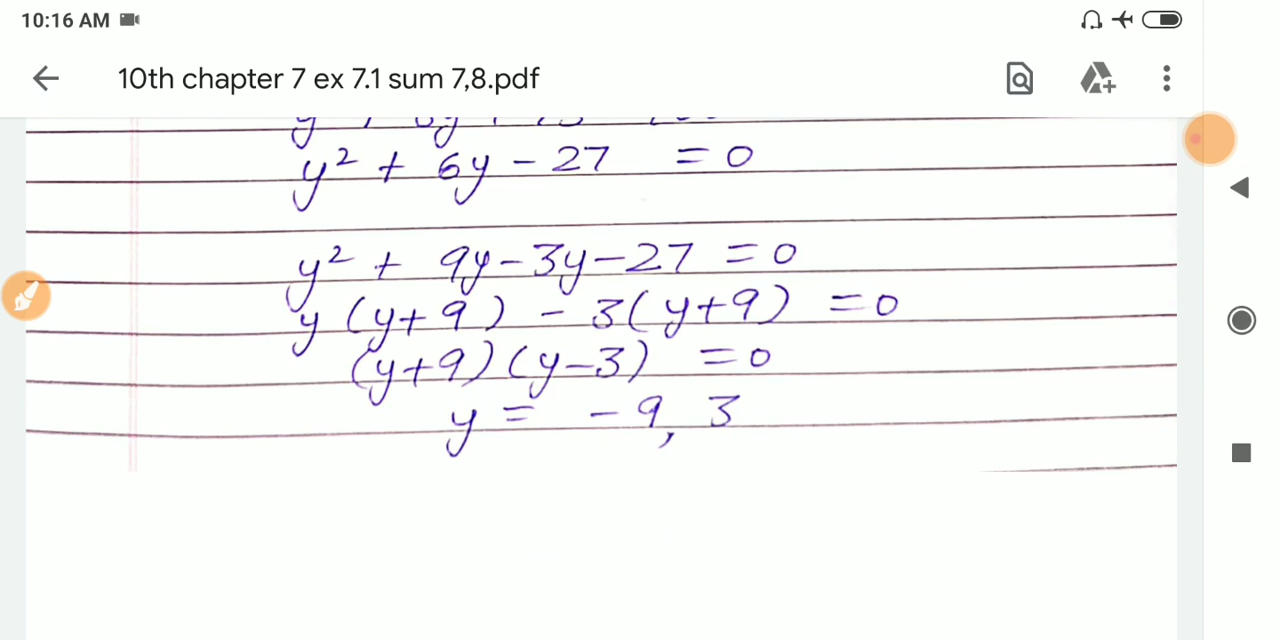 10:16 AM
10th chapter 7 ex 7.1 sum 7,8.pdf
y² + 6y - 27 = 0
y² + 9y - 3y - 27 = 0
y (y+9) - 3(y+9) = 0
(y+9)(y-3) = 0
y = -9, 3